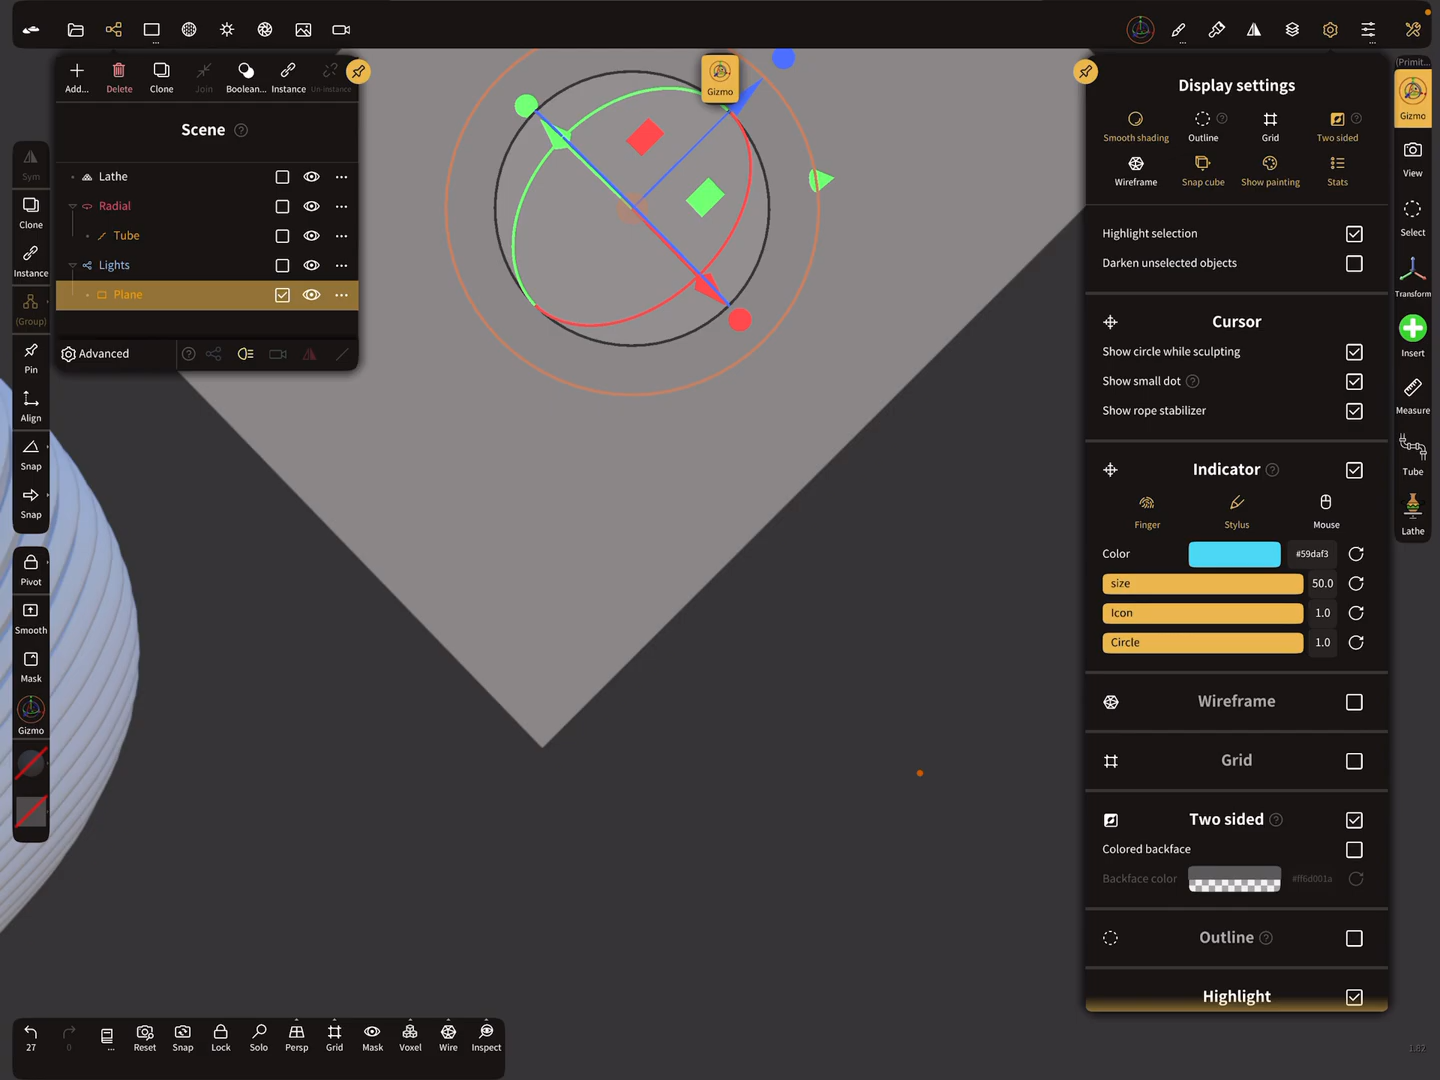 Add...
Delete
Clone
Join
Boolean...
Instance
Un-instance
Scene
Lathe
Radial
Tube
Lights
Plane
Advanced
Sym
Clone
Instance
(Group)
Pin
Align
Snap
Snap
Pivot
Smooth
Mask
Gizmo
Gizmo
Display settings
Smooth shading
Outline
Grid
Two sided
Wireframe
Snap cube
Show painting
Stats
Highlight selection
Darken unselected objects
Cursor
Show circle while sculpting
Show small dot
Show rope stabilizer
Indicator
Finger
Stylus
Mouse
Color
#59daf3
size
50.0
Icon
1.0
Circle
1.0
Wireframe
Grid
Two sided
Colored backface
Backface color
#ff6d001a
Outline
Highlight
(Primit...
Gizmo
View
Select
Transform
Insert
Measure
Tube
Lathe
27
0
Reset
Snap
Lock
Solo
Persp
Grid
Mask
Voxel
Wire
Inspect
1.82